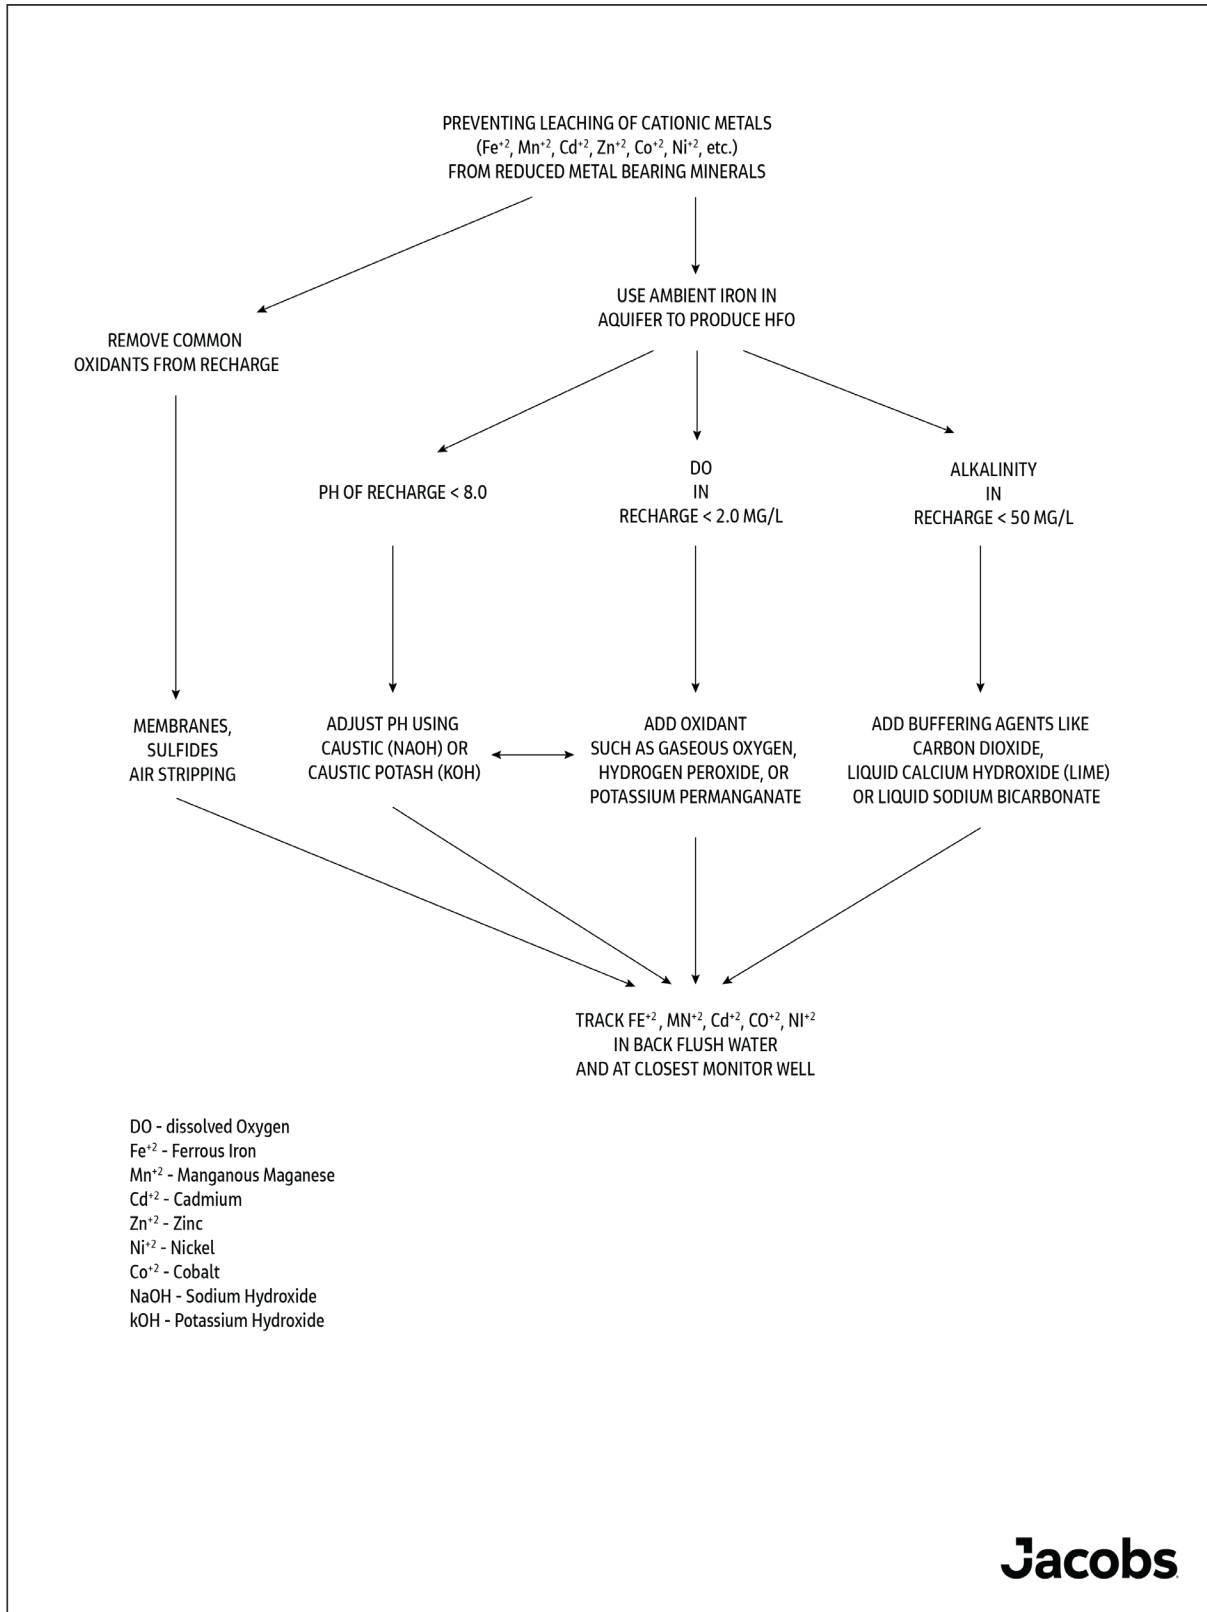 PREVENTING LEACHING OF CATIONIC METALS
(Fe⁺², Mn⁺², Cd⁺², Zn⁺², Co⁺², Ni⁺², etc.)
FROM REDUCED METAL BEARING MINERALS
USE AMBIENT IRON IN
AQUIFER TO PRODUCE HFO
REMOVE COMMON
OXIDANTS FROM RECHARGE
PH OF RECHARGE < 8.0
DO
IN
RECHARGE < 2.0 MG/L
ALKALINITY
IN
RECHARGE < 50 MG/L
MEMBRANES,
SULFIDES
AIR STRIPPING
ADJUST PH USING
CAUSTIC (NAOH) OR
CAUSTIC POTASH (KOH)
ADD OXIDANT
SUCH AS GASEOUS OXYGEN,
HYDROGEN PEROXIDE, OR
POTASSIUM PERMANGANATE
ADD BUFFERING AGENTS LIKE
CARBON DIOXIDE,
LIQUID CALCIUM HYDROXIDE (LIME)
OR LIQUID SODIUM BICARBONATE
TRACK FE⁺², MN⁺², Cd⁺², CO⁺², NI⁺²
IN BACK FLUSH WATER
AND AT CLOSEST MONITOR WELL
DO - dissolved Oxygen
Fe⁺² - Ferrous Iron
Mn⁺² - Manganous Maganese
Cd⁺² - Cadmium
Zn⁺² - Zinc
Ni⁺² - Nickel
Co⁺² - Cobalt
NaOH - Sodium Hydroxide
kOH - Potassium Hydroxide
Jacobs